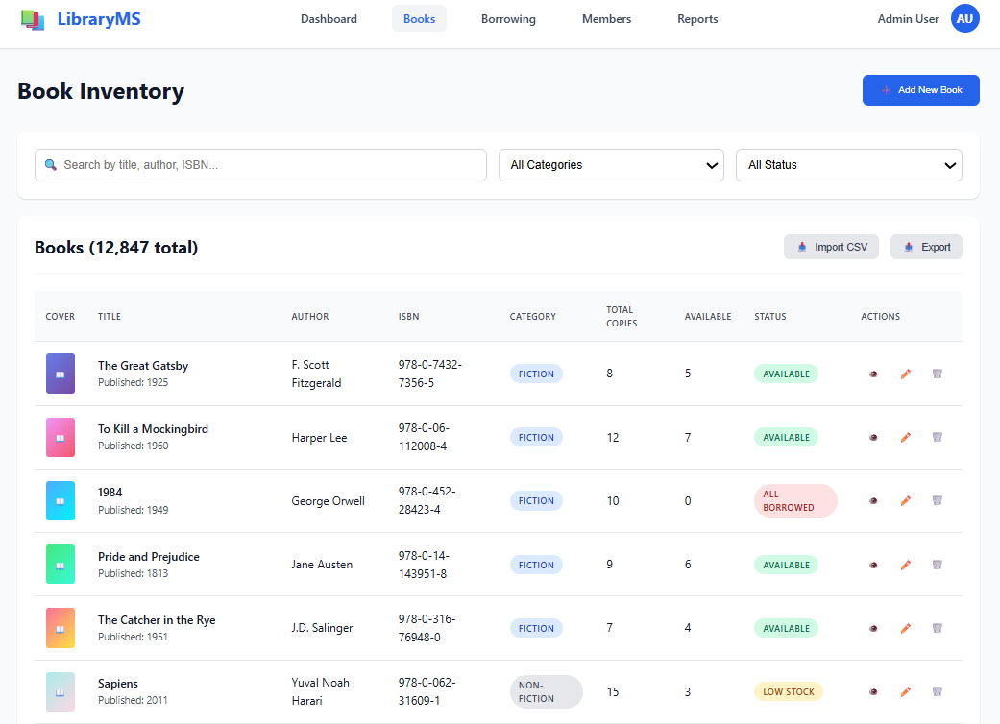 LibraryMS
Dashboard
Books
Borrowing
Members
Reports
Admin User
AU
Book Inventory
Add New Book
Search by title, author, ISBN...
All Categories
All Status
Books (12,847 total)
Import CSV
Export
COVER TITLE AUTHOR ISBN CATEGORY TOTAL COPIES AVAILABLE STATUS ACTIONS
The Great Gatsby
Published: 1925
F. Scott
Fitzgerald
978-0-7432-
7356-5
FICTION
8
5
AVAILABLE
To Kill a Mockingbird
Published: 1960
Harper Lee
978-0-06-
112008-4
FICTION
12
7
AVAILABLE
1984
Published: 1949
George Orwell
978-0-452-
28423-4
FICTION
10
0
ALL
BORROWED
Pride and Prejudice
Published: 1813
Jane Austen
978-0-14-
143951-8
FICTION
9
6
AVAILABLE
The Catcher in the Rye
Published: 1951
J.D. Salinger
978-0-316-
76948-0
FICTION
7
4
AVAILABLE
Sapiens
Published: 2011
Yuval Noah
Harari
978-0-062-
31609-1
NON-
FICTION
15
3
LOW STOCK